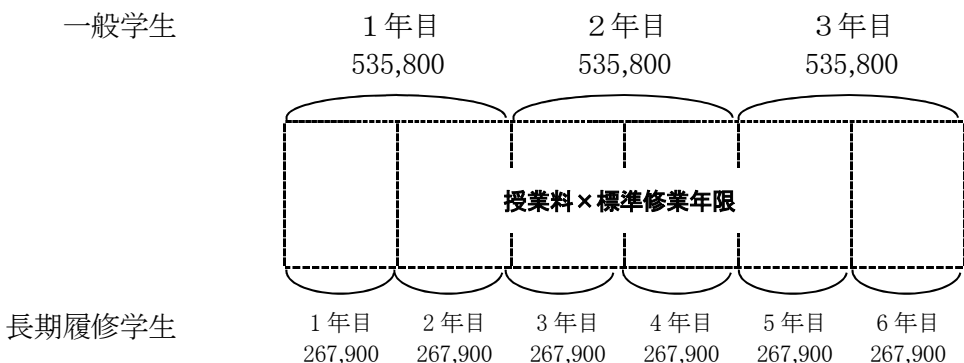 一般学生 1年目 2年目 3年目
535,800 535,800 535,800
授業料×標準修業年限
長期履修学生 1年目 2年目 3年目 4年目 5年目 6年目
267,900 267,900 267,900 267,900 267,900 267,900